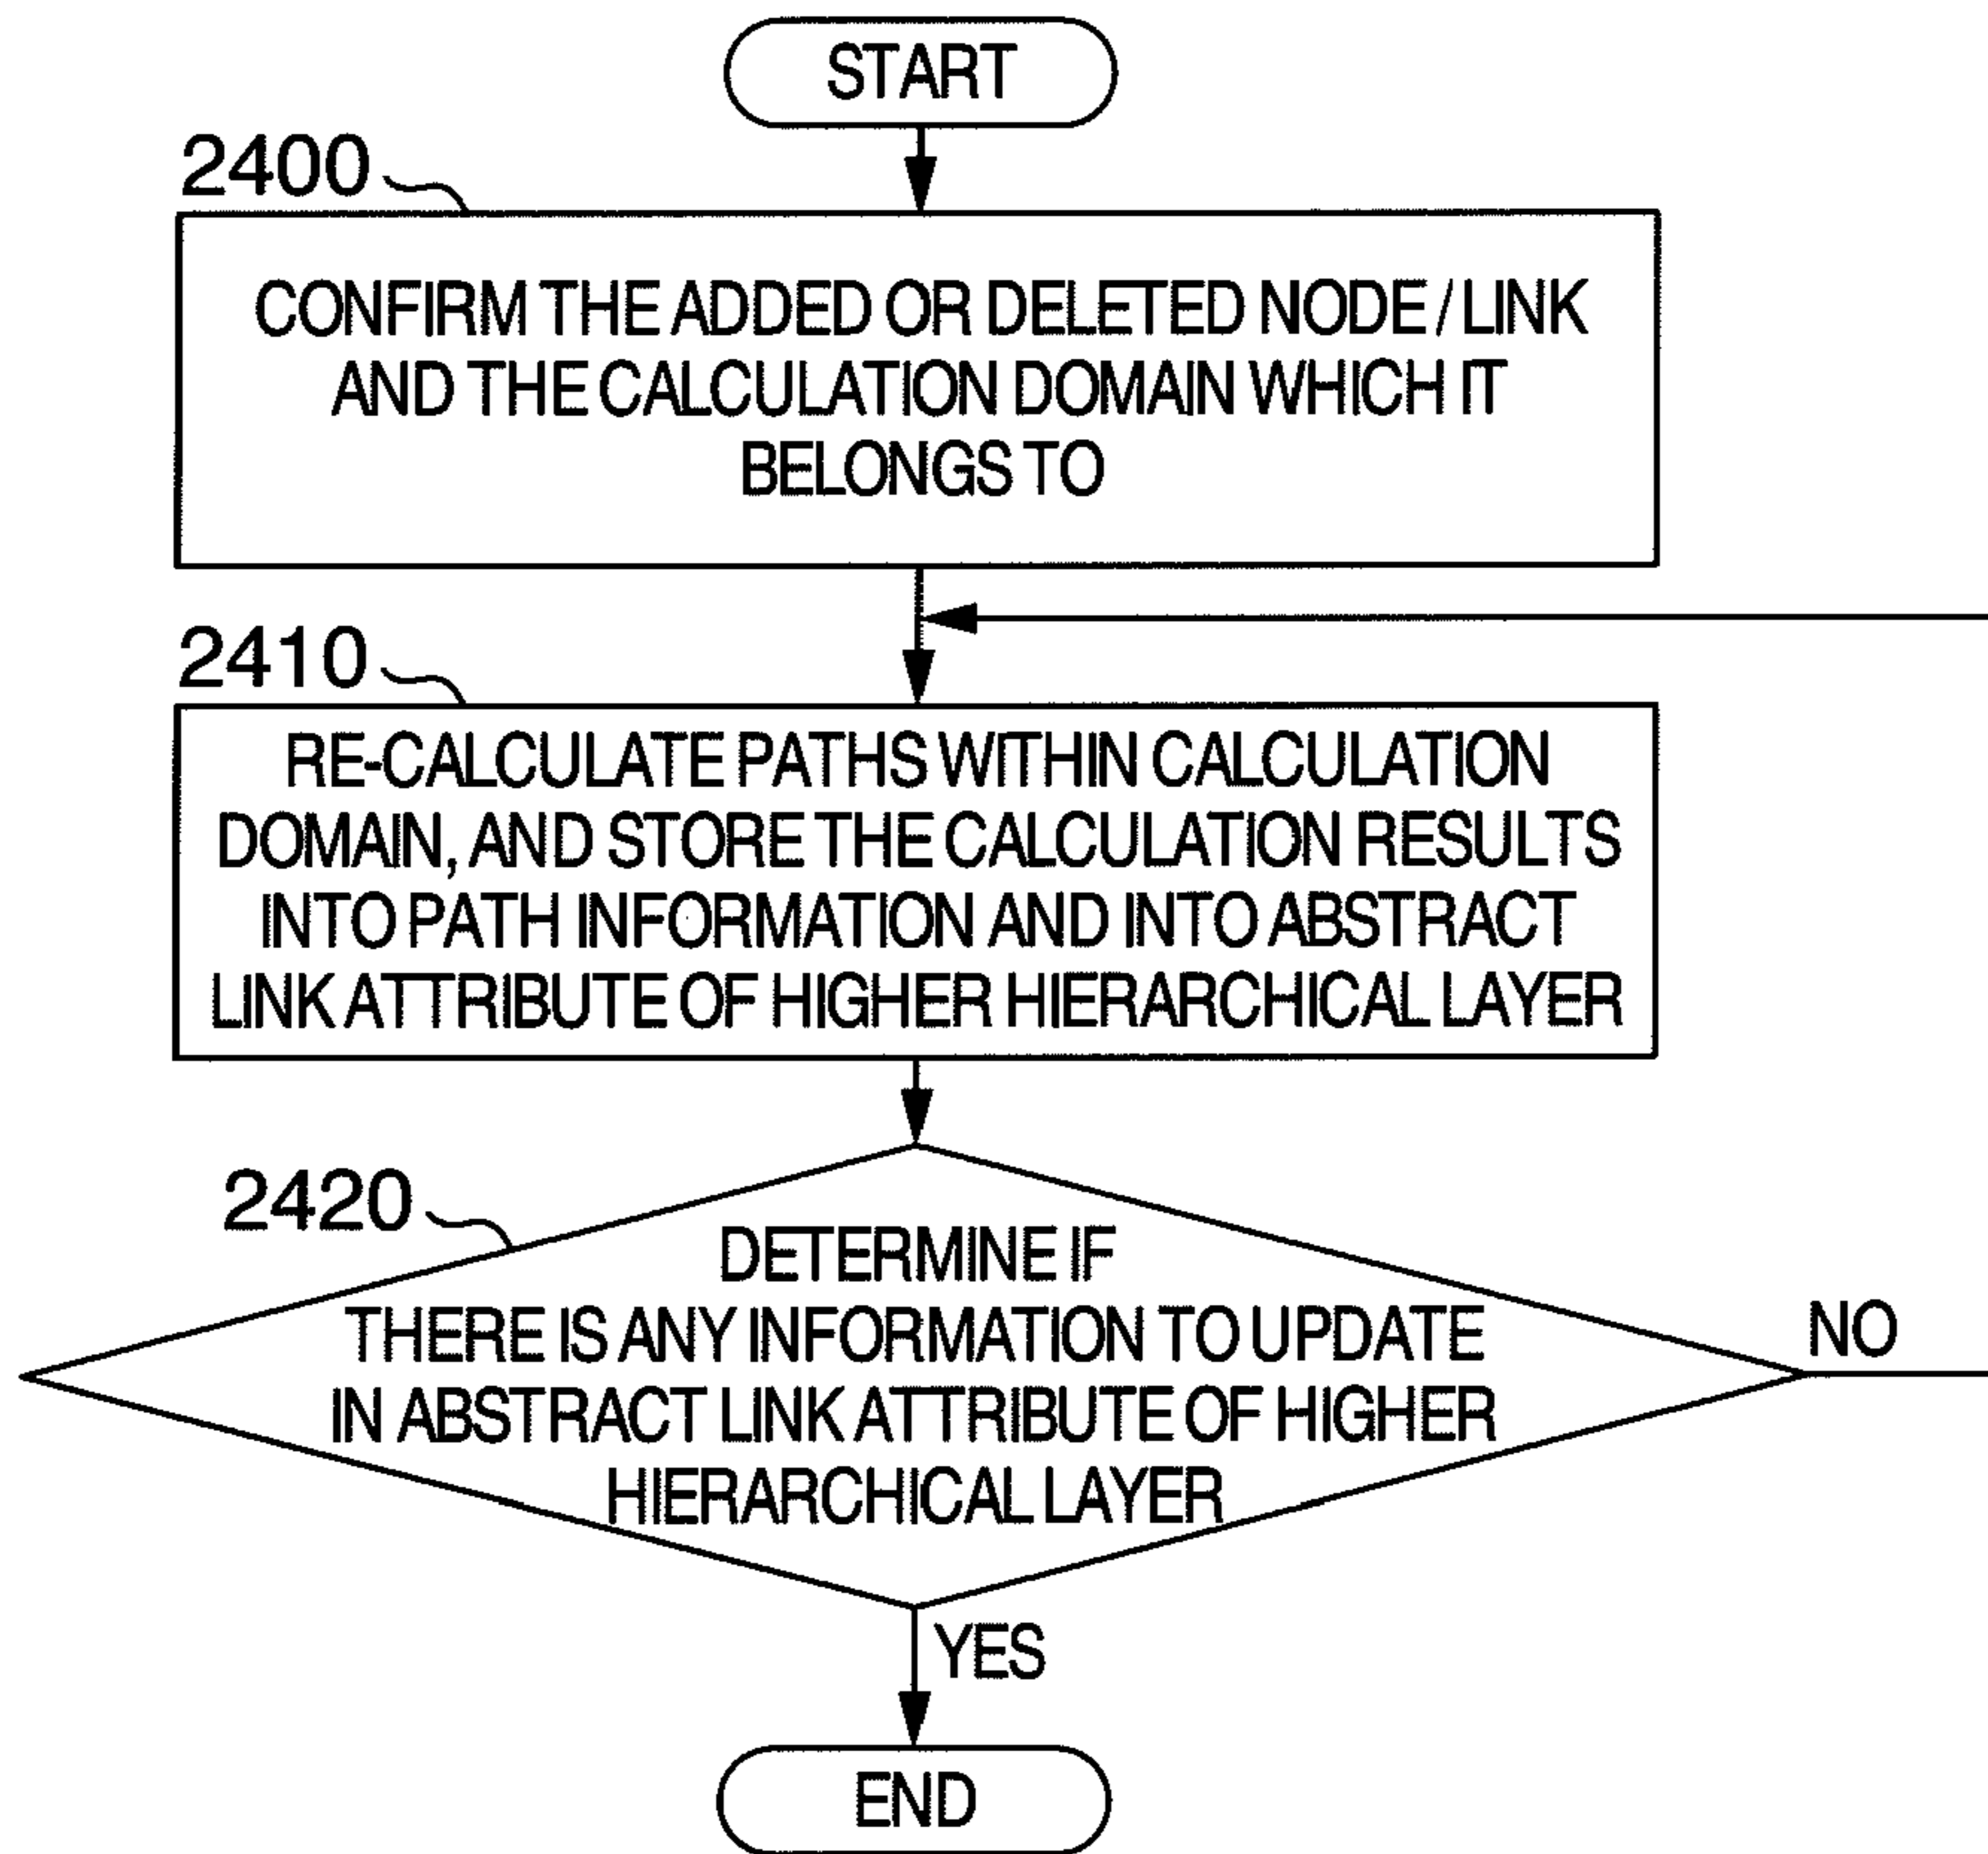 START
2400
CONFIRM THE ADDED OR DELETED NODE / LINK
AND THE CALCULATION DOMAIN WHICH IT
BELONGS TO
2410
RE-CALCULATE PATHS WITHIN CALCULATION
DOMAIN, AND STORE THE CALCULATION RESULTS
INTO PATH INFORMATION AND INTO ABSTRACT
LINK ATTRIBUTE OF HIGHER HIERARCHICAL LAYER
2420
DETERMINE IF
THERE IS ANY INFORMATION TO UPDATE
IN ABSTRACT LINK ATTRIBUTE OF HIGHER
HIERARCHICAL LAYER
NO
YES
END